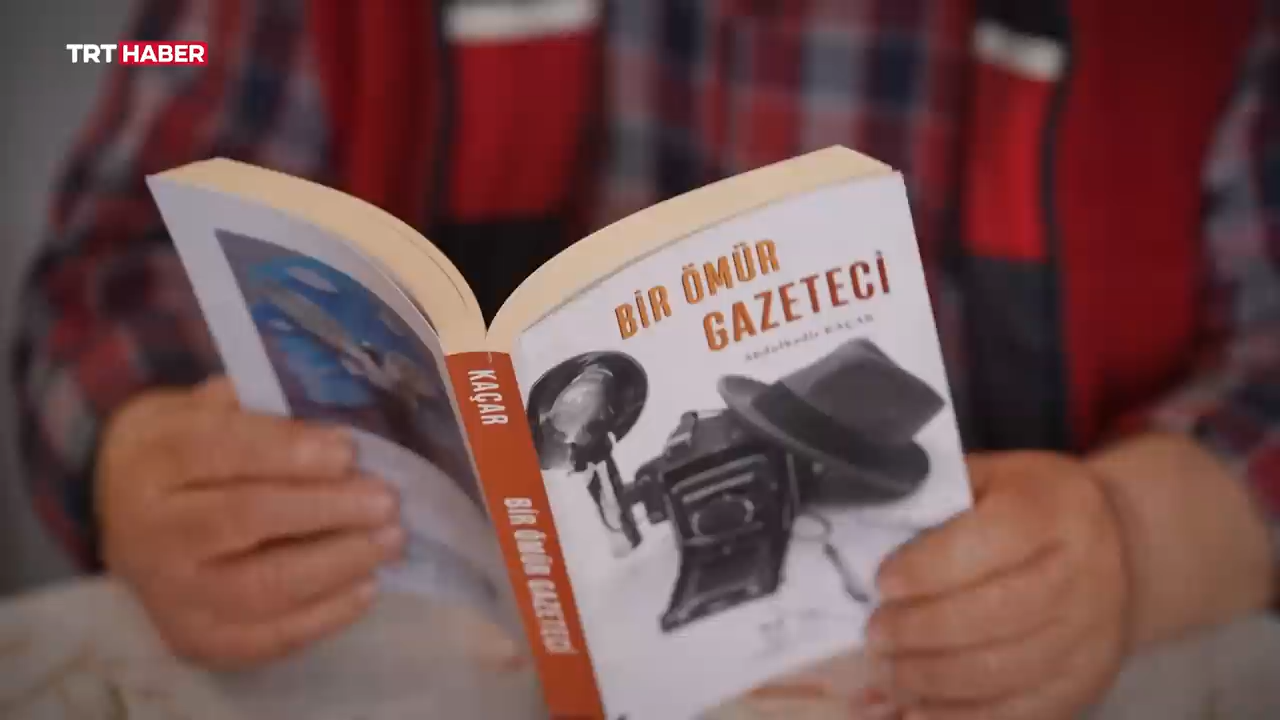 TRT HABER
BİR ÖMÜR
GAZETECİ
Abdulkadir KAÇAR
KAÇAR
BİR ÖMÜR GAZETECİ